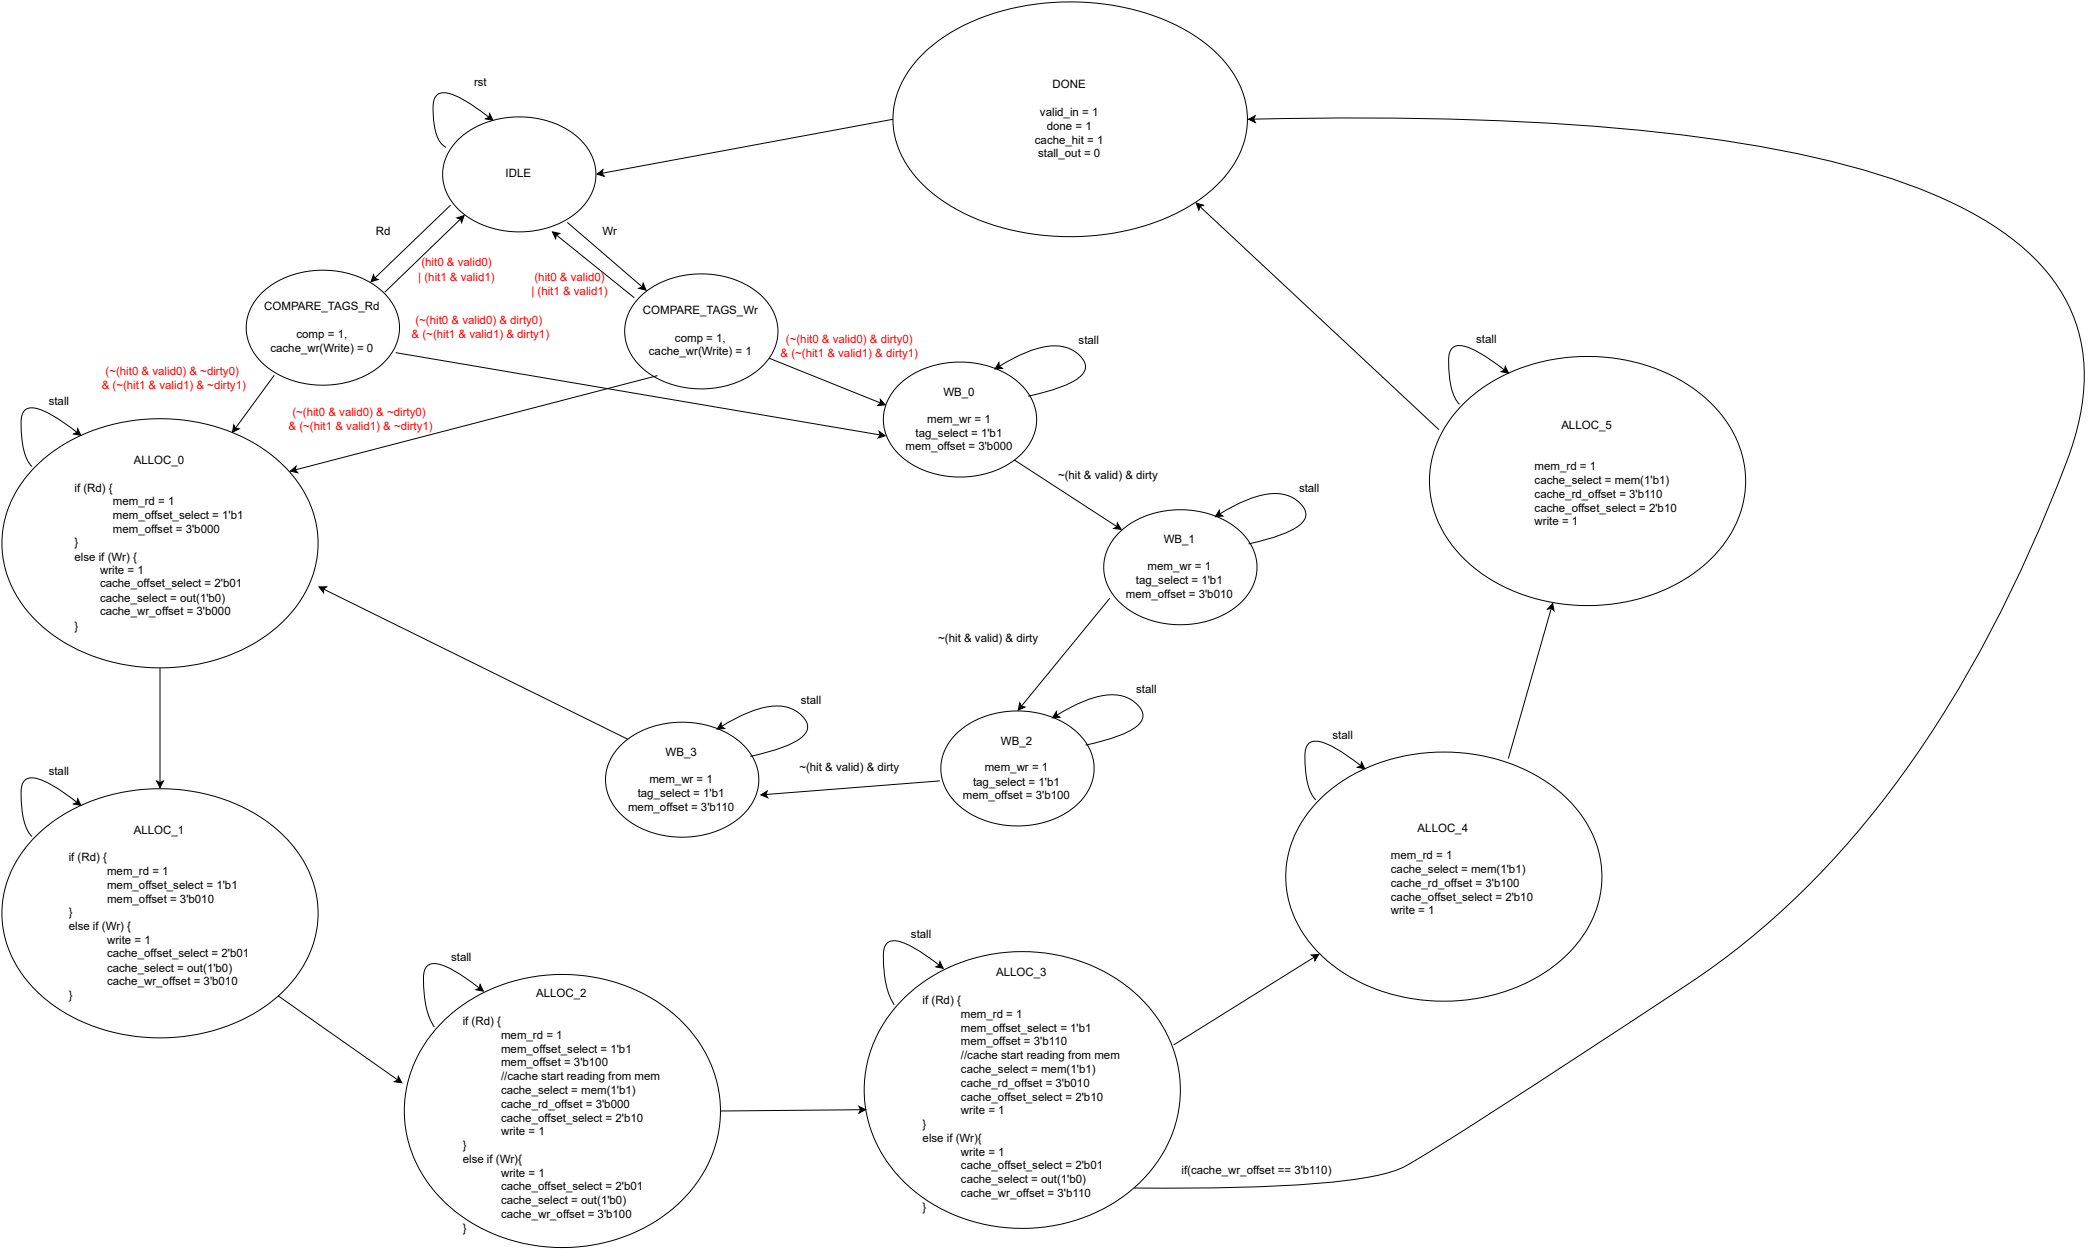 rst
IDLE
DONE
valid_in = 1
done = 1
cache_hit = 1
stall_out = 0
Rd
Wr
(hit0 & valid0)
| (hit1 & valid1)
(hit0 & valid0)
| (hit1 & valid1)
COMPARE_TAGS_Rd
comp = 1,
cache_wr(Write) = 0
(~(hit0 & valid0) & dirty0)
& (~(hit1 & valid1) & dirty1)
COMPARE_TAGS_Wr
comp = 1,
cache_wr(Write) = 1
(~(hit0 & valid0) & dirty0)
& (~(hit1 & valid1) & dirty1)
(~(hit0 & valid0) & ~dirty0)
& (~(hit1 & valid1) & ~dirty1)
(~(hit0 & valid0) & ~dirty0)
& (~(hit1 & valid1) & ~dirty1)
stall
WB_0
mem_wr = 1
tag_select = 1'b1
mem_offset = 3'b000
~(hit & valid) & dirty
stall
WB_1
mem_wr = 1
tag_select = 1'b1
mem_offset = 3'b010
~(hit & valid) & dirty
stall
WB_2
mem_wr = 1
tag_select = 1'b1
mem_offset = 3'b100
~(hit & valid) & dirty
stall
WB_3
mem_wr = 1
tag_select = 1'b1
mem_offset = 3'b110
stall
ALLOC_0
if (Rd) {
mem_rd = 1
mem_offset_select = 1'b1
mem_offset = 3'b000
}
else if (Wr) {
write = 1
cache_offset_select = 2'b01
cache_select = out(1'b0)
cache_wr_offset = 3'b000
}
stall
ALLOC_1
if (Rd) {
mem_rd = 1
mem_offset_select = 1'b1
mem_offset = 3'b010
}
else if (Wr) {
write = 1
cache_offset_select = 2'b01
cache_select = out(1'b0)
cache_wr_offset = 3'b010
}
stall
ALLOC_2
if (Rd) {
mem_rd = 1
mem_offset_select = 1'b1
mem_offset = 3'b100
//cache start reading from mem
cache_select = mem(1'b1)
cache_rd_offset = 3'b000
cache_offset_select = 2'b10
write = 1
}
else if (Wr){
write = 1
cache_offset_select = 2'b01
cache_select = out(1'b0)
cache_wr_offset = 3'b100
}
stall
ALLOC_3
if (Rd) {
mem_rd = 1
mem_offset_select = 1'b1
mem_offset = 3'b110
//cache start reading from mem
cache_select = mem(1'b1)
cache_rd_offset = 3'b010
cache_offset_select = 2'b10
write = 1
}
else if (Wr){
write = 1
cache_offset_select = 2'b01
cache_select = out(1'b0)
cache_wr_offset = 3'b110
}
if(cache_wr_offset == 3'b110)
stall
ALLOC_4
mem_rd = 1
cache_select = mem(1'b1)
cache_rd_offset = 3'b100
cache_offset_select = 2'b10
write = 1
stall
ALLOC_5
mem_rd = 1
cache_select = mem(1'b1)
cache_rd_offset = 3'b110
cache_offset_select = 2'b10
write = 1